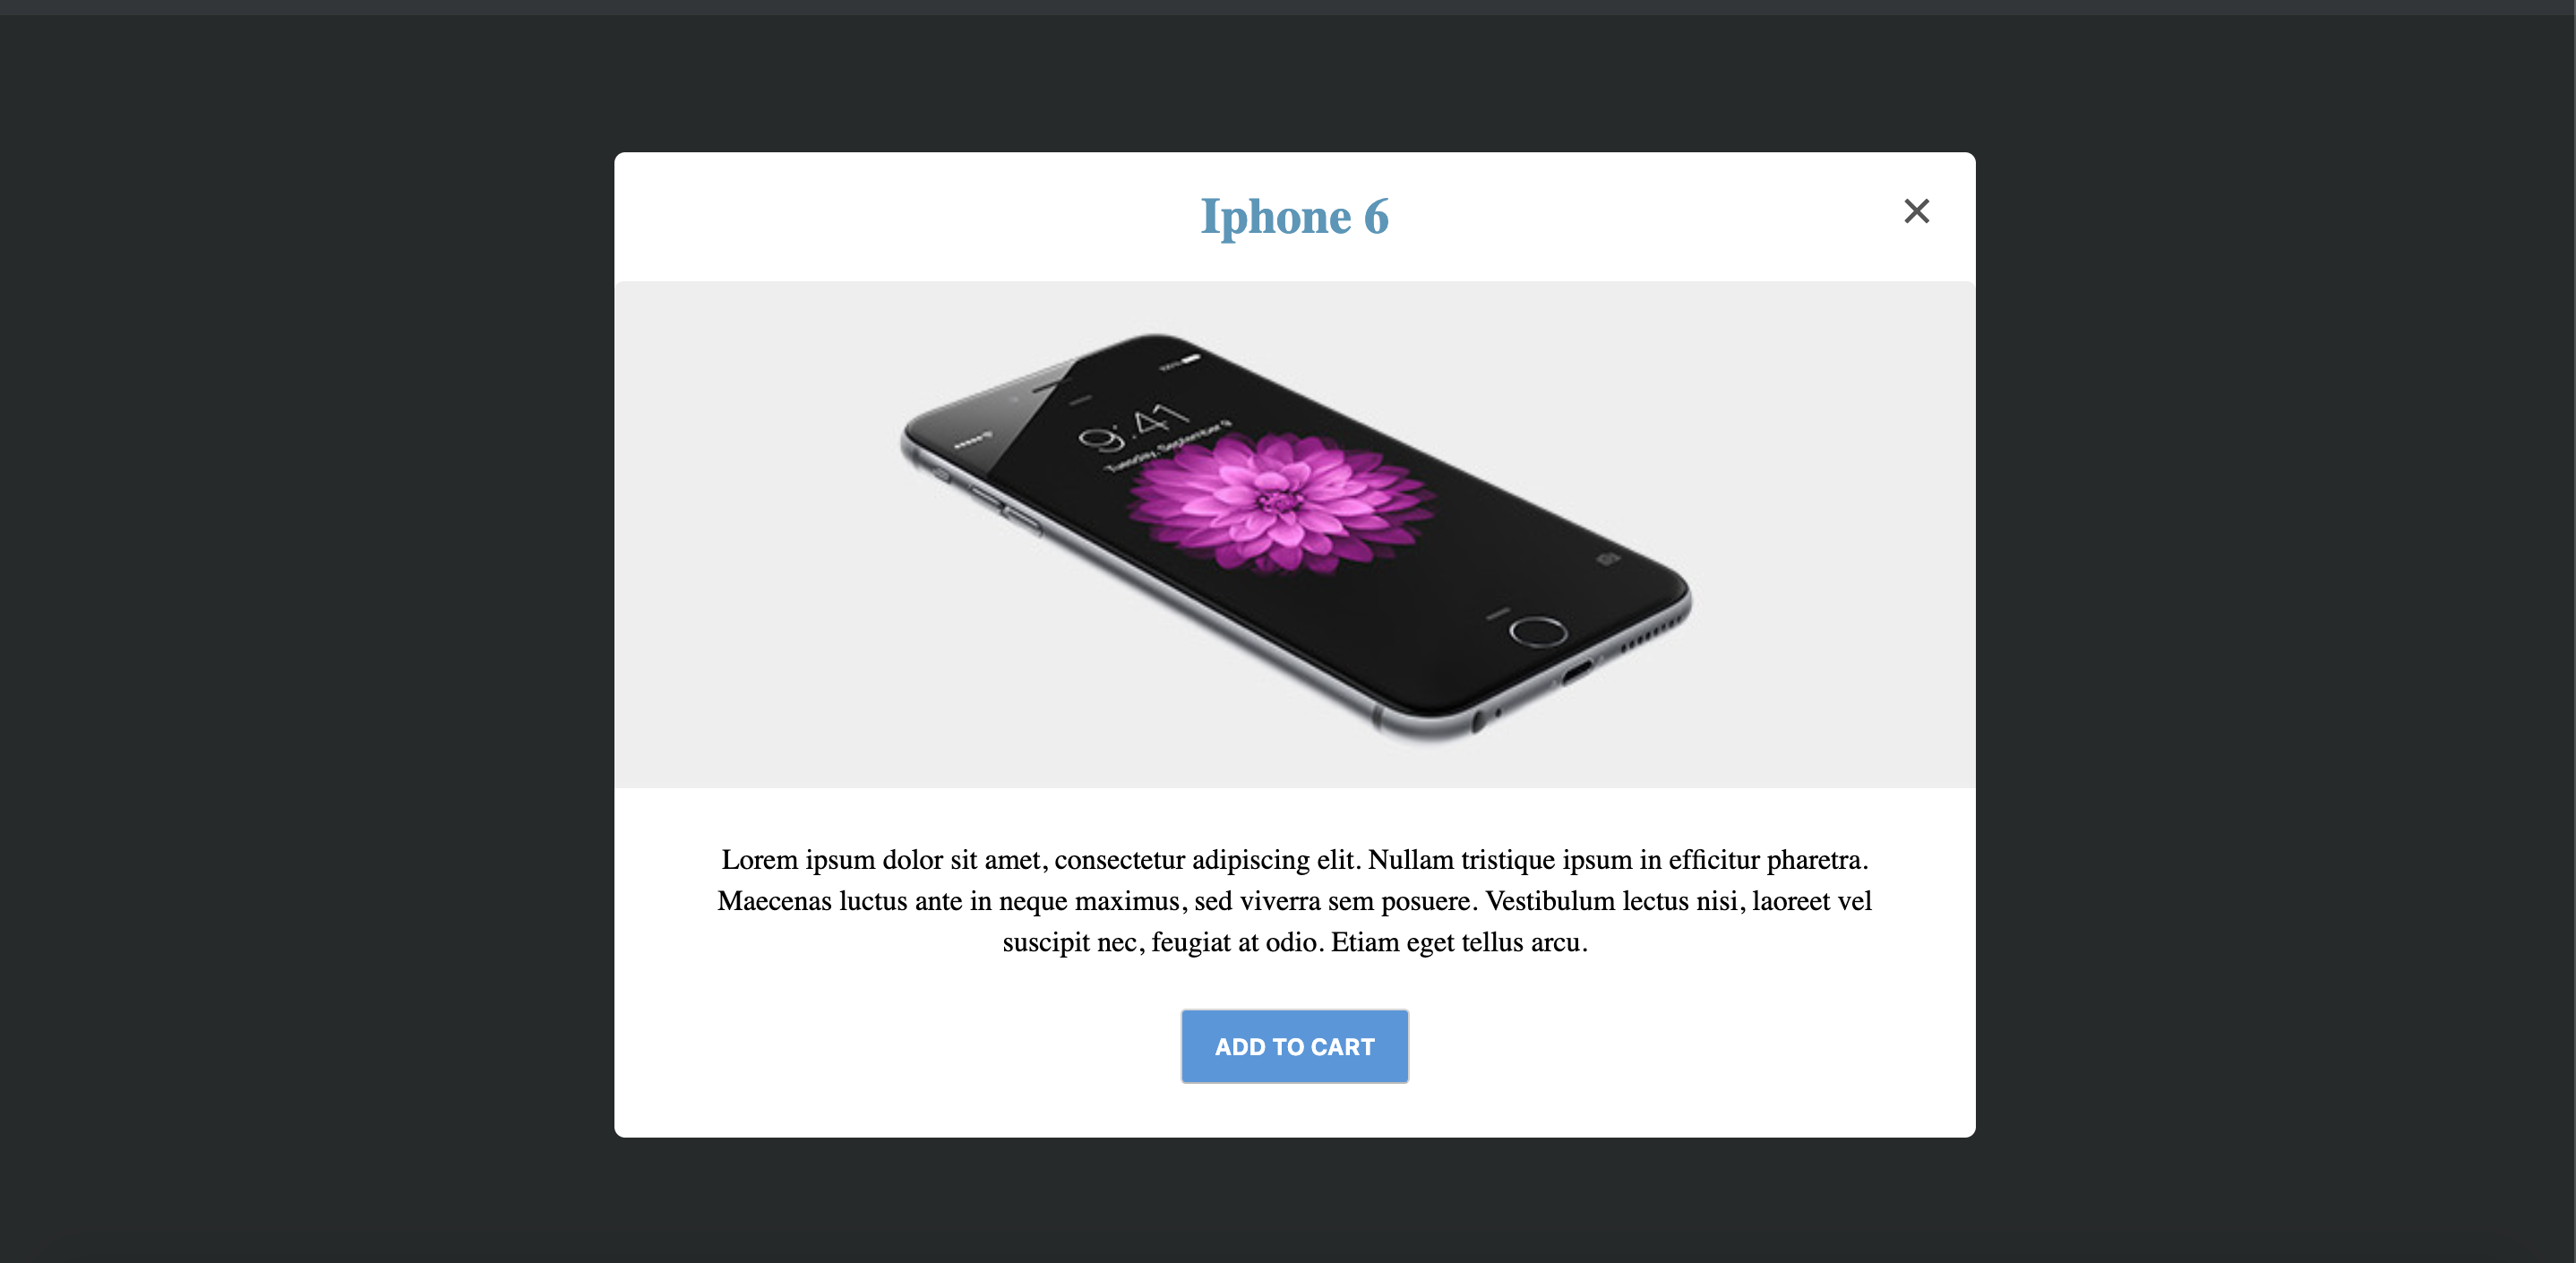 Iphone 6
9:41
Tuesday, September 9
Lorem ipsum dolor sit amet, consectetur adipiscing elit. Nullam tristique ipsum in efficitur pharetra.
Maecenas luctus ante in neque maximus, sed viverra sem posuere. Vestibulum lectus nisi, laoreet vel
suscipit nec, feugiat at odio. Etiam eget tellus arcu.
ADD TO CART